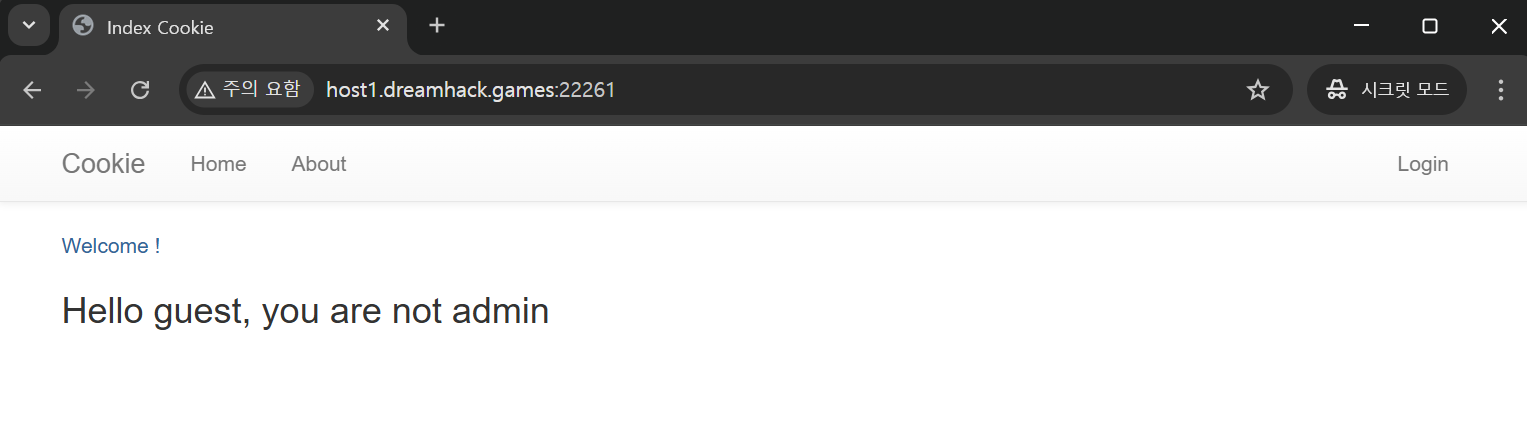 Index Cookie
주의 요함 host1.dreamhack.games:22261 시크릿 모드
Cookie Home About Login
Welcome !
Hello guest, you are not admin